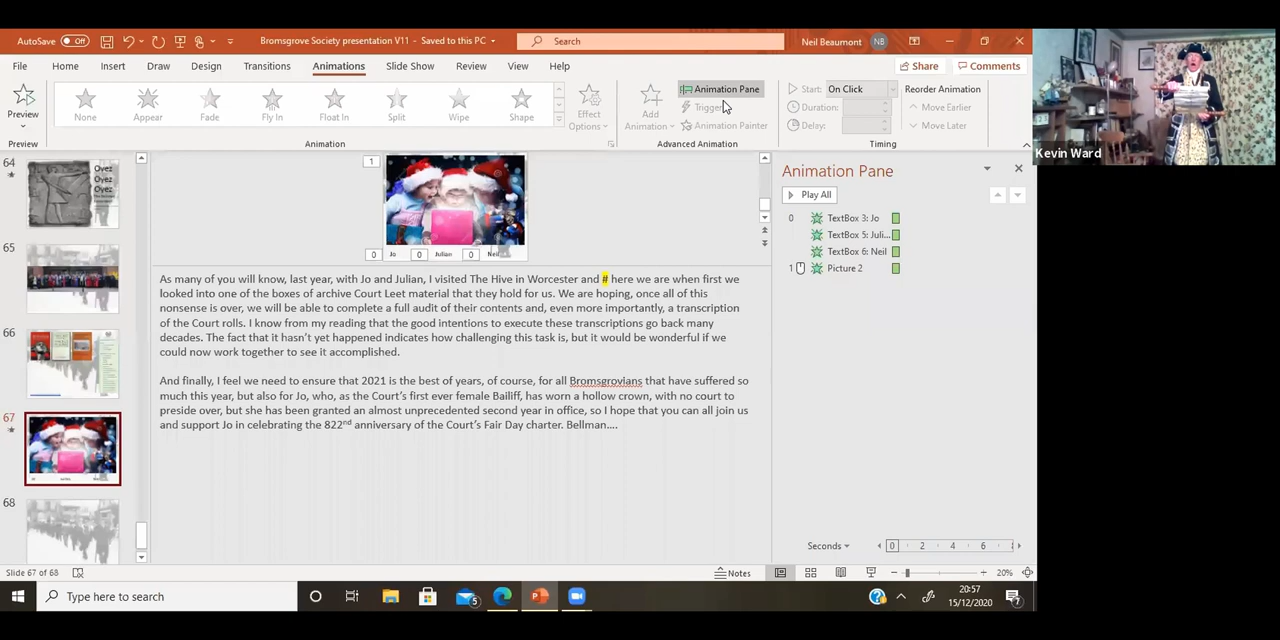 AutoSave Off
Bromsgrove Society presentation V11 - Saved to this PC
Search
Neil Beaumont NB
File Home Insert Draw Design Transitions Animations Slide Show Review View Help
Share Comments
Preview
None Appear Fade Fly In Float In Split Wipe Shape
Effect
Options
Add
Animation
Animation Pane
Trigger
Animation Painter
Start: On Click
Duration:
Delay:
Reorder Animation
Move Earlier
Move Later
Preview Animation Advanced Animation Timing
Kevin Ward
64
Oyez
Oyez
Oyez
65
66
67
68
1
0 Jo 0 Julian 0 Neil
As many of you will know, last year, with Jo and Julian, I visited The Hive in Worcester and # here we are when first we
looked into one of the boxes of archive Court Leet material that they hold for us. We are hoping, once all of this
nonsense is over, we will be able to complete a full audit of their contents and, even more importantly, a transcription
of the Court rolls. I know from my reading that the good intentions to execute these transcriptions go back many
decades. The fact that it hasn't yet happened indicates how challenging this task is, but it would be wonderful if we
could now work together to see it accomplished.
And finally, I feel we need to ensure that 2021 is the best of years, of course, for all Bromsgrovians that have suffered so
much this year, but also for Jo, who, as the Court's first ever female Bailiff, has worn a hollow crown, with no court to
preside over, but she has been granted an almost unprecedented second year in office, so I hope that you can all join us
and support Jo in celebrating the 822nd anniversary of the Court's Fair Day charter. Bellman....
Animation Pane
Play All
0 TextBox 3: Jo
TextBox 5: Juli...
TextBox 6: Neil
1 Picture 2
Seconds 0 2 4 6
Slide 67 of 68
Notes
20%
Type here to search
5
20:57
15/12/2020
7